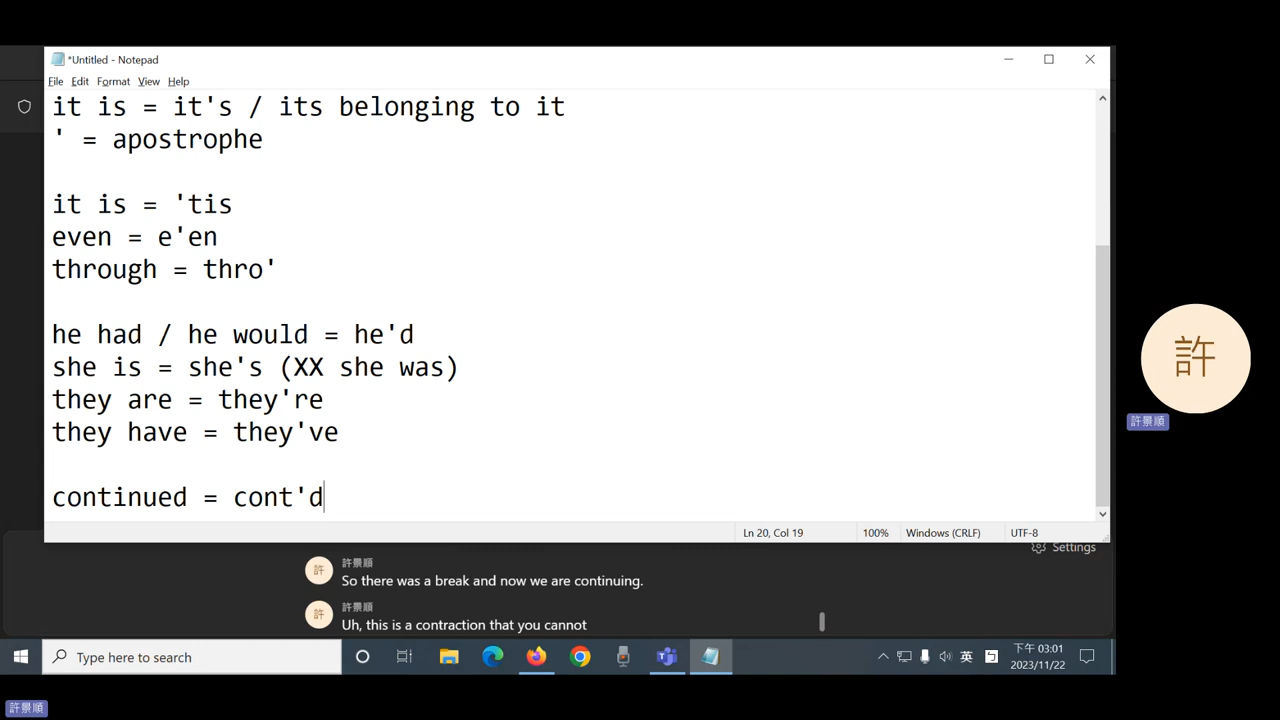 *Untitled - Notepad
File Edit Format View Help
it is = it's / its belonging to it
' = apostrophe
it is = 'tis
even = e'en
through = thro'
he had / he would = he'd
she is = she's (XX she was)
they are = they're
they have = they've
continued = cont'd
Ln 20, Col 19 100% Windows (CRLF) UTF-8
Settings
許
許景順
許 許景順
So there was a break and now we are continuing.
許 許景順
Uh, this is a contraction that you cannot
Type here to search
英
下午 03:01
2023/11/22
許景順